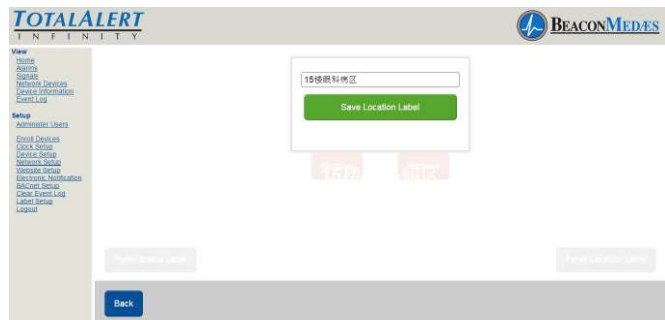 TOTALALERT
INFINITY
BEACONMEDÆS
View
Home
Alarms
Signals
Network Devices
Device Information
Event Log
Setup
Administer Users
Enroll Devices
Clock Setup
Device Setup
Network Setup
Website Setup
Electronic Notification
BACnet Setup
Clear Event Log
Label Setup
Logout
15楼眼科病区
Save Location Label
Back